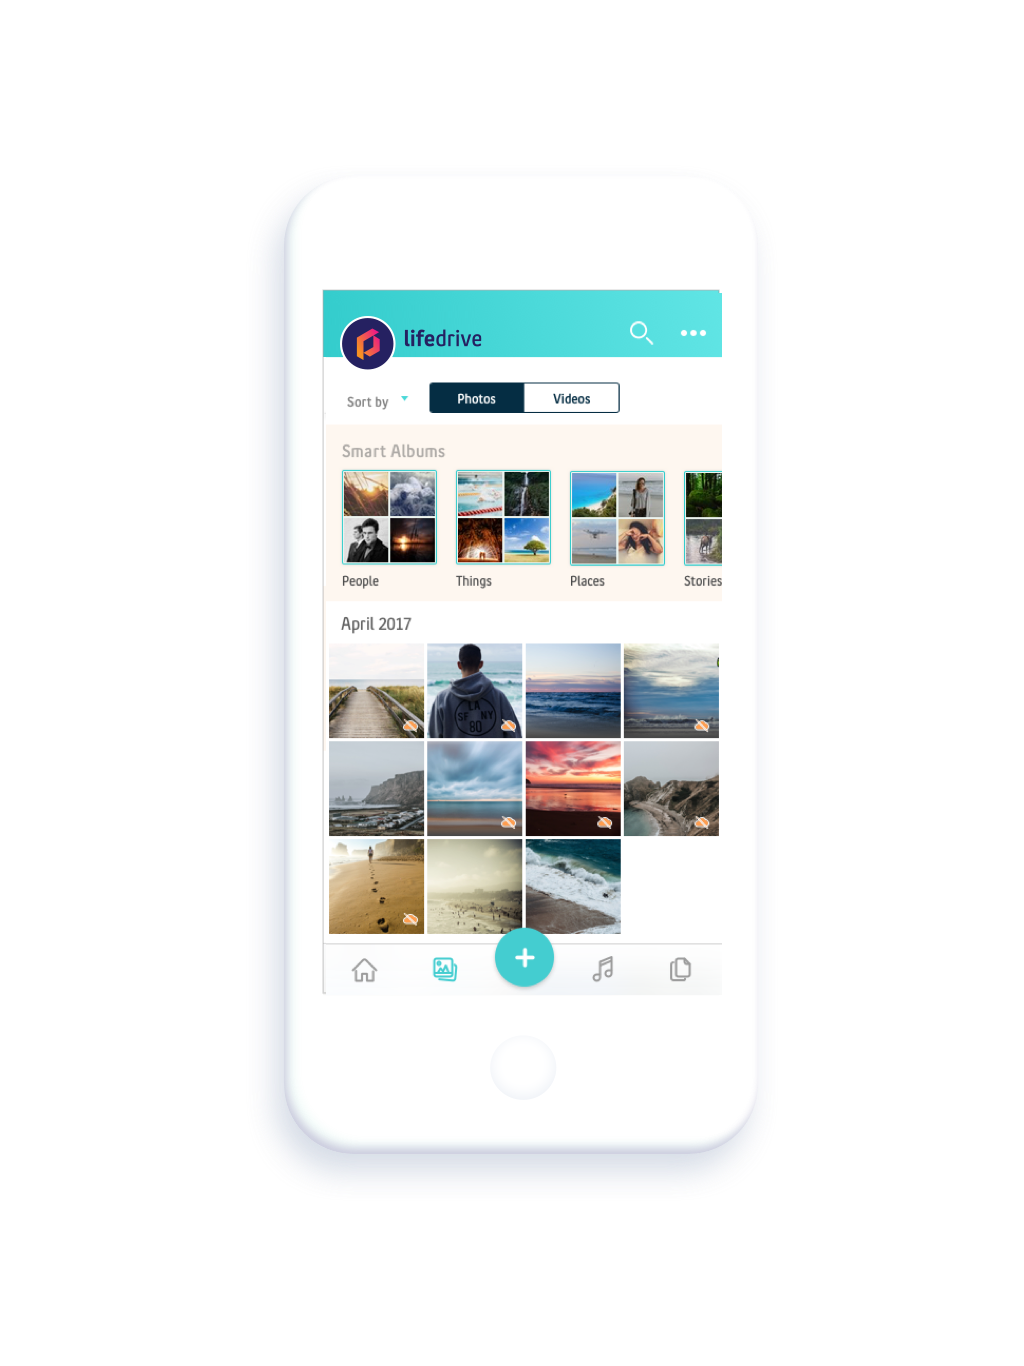 lifedrive
Sort by
Photos
Videos
Smart Albums
People
Things
Places
Stories
April 2017
LA
SF NY
80